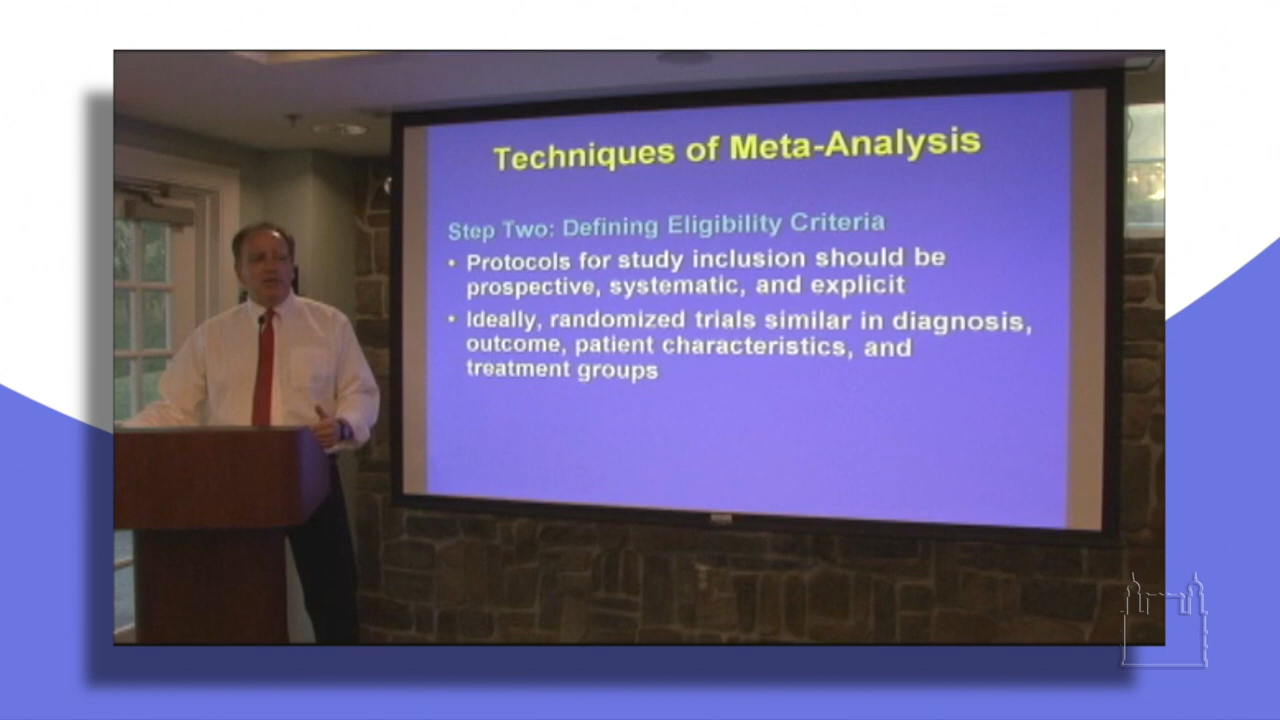 Techniques of Meta-Analysis
Step Two: Defining Eligibility Criteria
• Protocols for study inclusion should be
prospective, systematic, and explicit
• Ideally, randomized trials similar in diagnosis,
outcome, patient characteristics, and
treatment groups